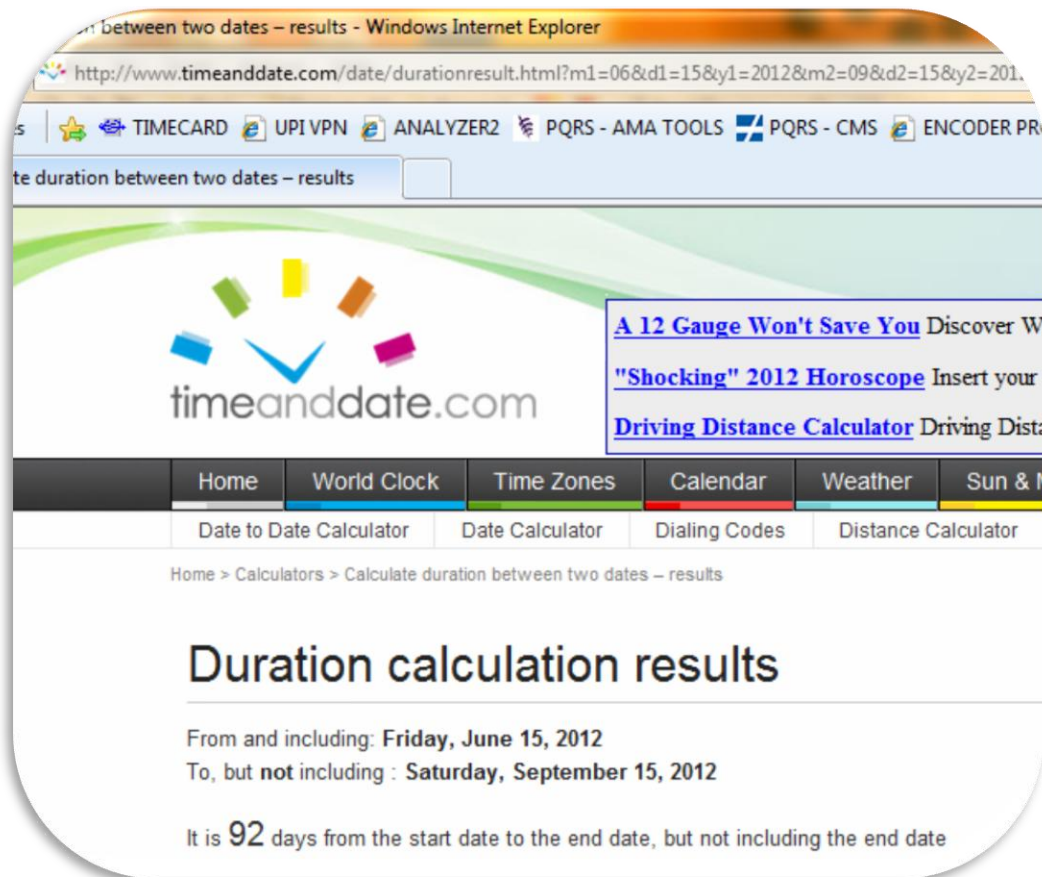 between two dates – results - Windows Internet Explorer
http://www.timeanddate.com/date/durationresult.html?m1=06&d1=15&y1=2012&m2=09&d2=15&y2=201
TIMECARD UPI VPN ANALYZER2 PQRS - AMA TOOLS PQRS - CMS ENCODER PR
te duration between two dates – results
timeanddate.com
A 12 Gauge Won't Save You Discover W
"Shocking" 2012 Horoscope Insert your
Driving Distance Calculator Driving Dista
Home World Clock Time Zones Calendar Weather Sun & M
Date to Date Calculator Date Calculator Dialing Codes Distance Calculator
Home > Calculators > Calculate duration between two dates – results
Duration calculation results
From and including: Friday, June 15, 2012
To, but not including : Saturday, September 15, 2012
It is 92 days from the start date to the end date, but not including the end date